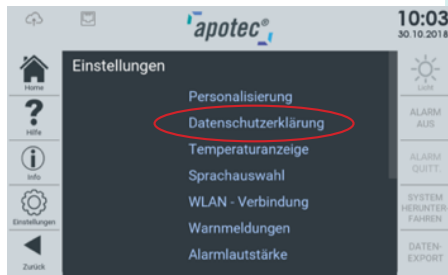 apotec®
10:03
30.10.2018
Home
Hilfe
Info
Einstellungen
Zurück
Einstellungen
Personalisierung
Datenschutzerklärung
Temperaturanzeige
Sprachauswahl
WLAN - Verbindung
Warnmeldungen
Alarmlautstärke
Licht
ALARM
AUS
ALARM
QUITT.
SYSTEM
HERUNTER-
FAHREN
DATEN-
EXPORT